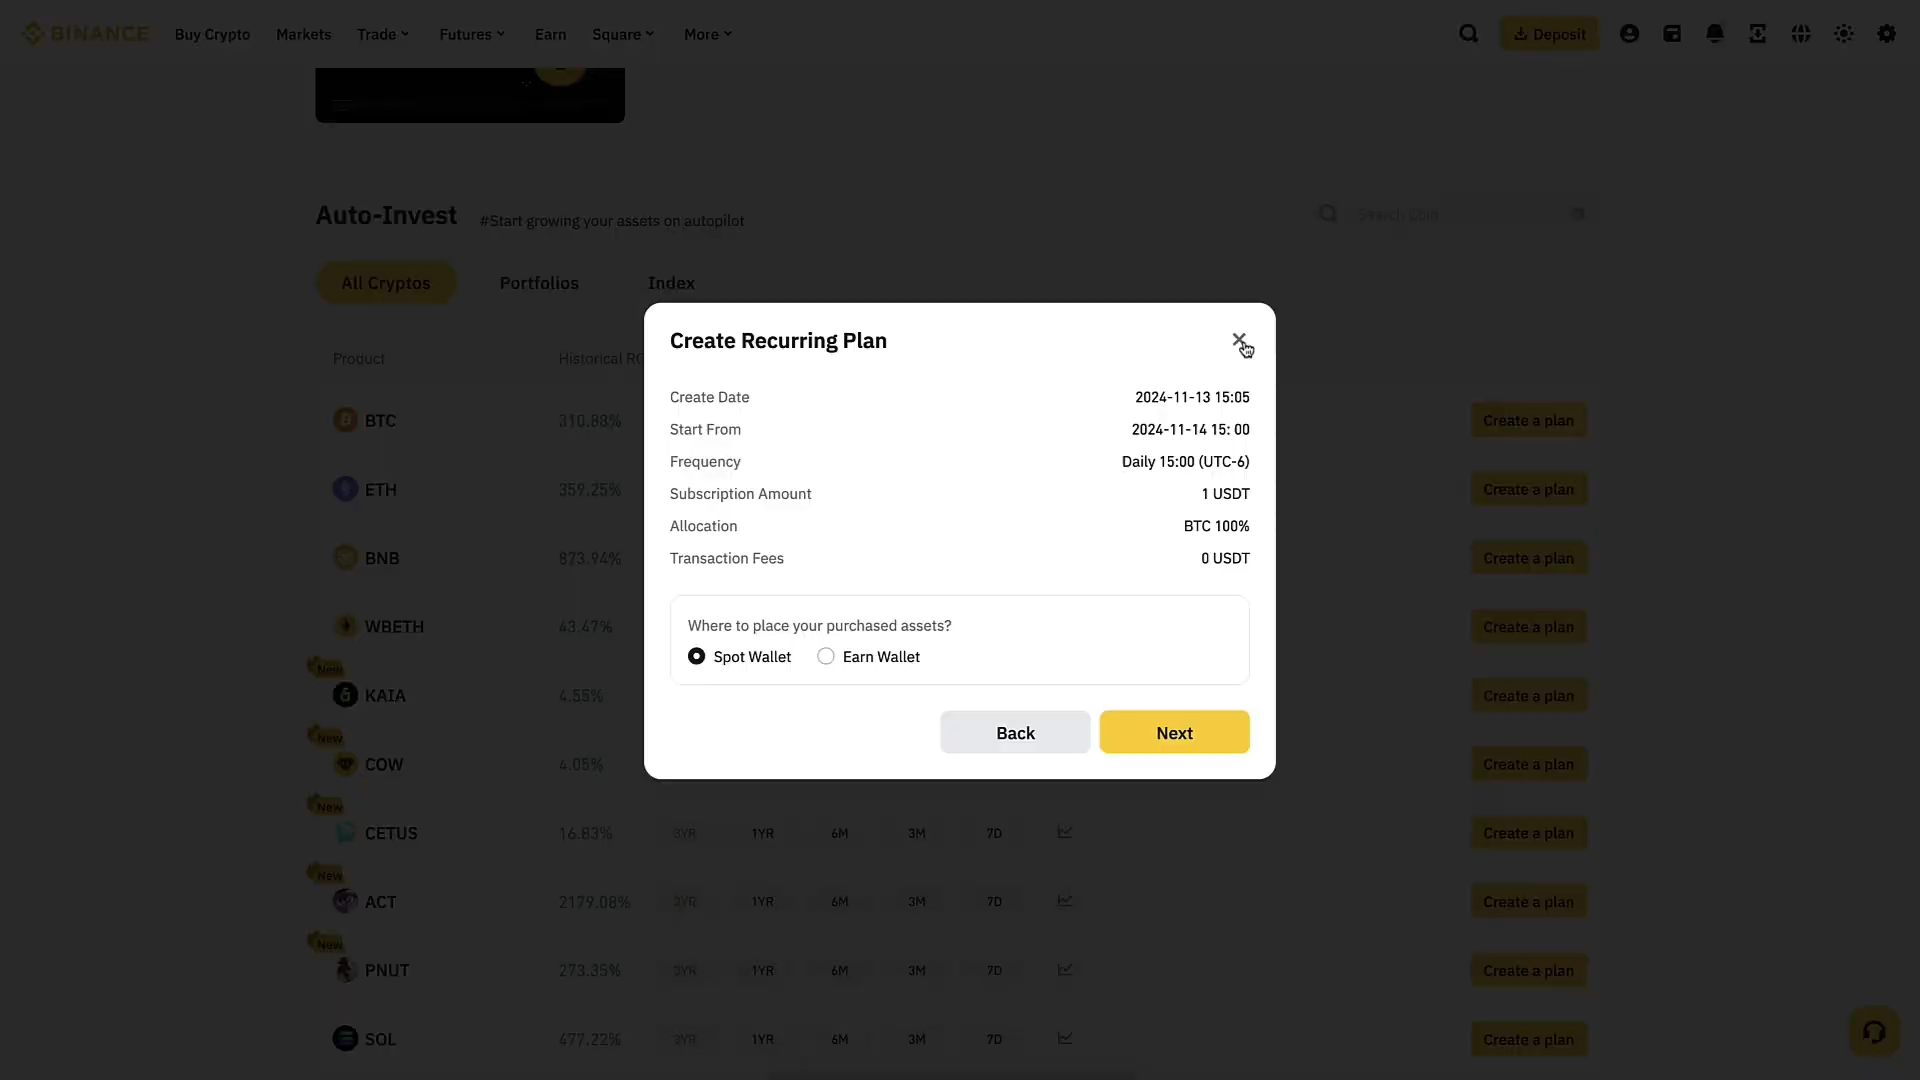 BINANCE Buy Crypto Markets Trade Futures Earn Square More Deposit
Auto-Invest #Start growing your assets on autopilot Search Coin
All Cryptos Portfolios Index
Create Recurring Plan
Product Historical RO
Create Date 2024-11-13 15:05
BTC 310.88% Create a plan
Start From 2024-11-14 15: 00
Frequency Daily 15:00 (UTC-6)
ETH 359.25% Create a plan
Subscription Amount 1 USDT
Allocation BTC 100%
BNB 873.94% Create a plan
Transaction Fees 0 USDT
WBETH 43.47% Create a plan
Where to place your purchased assets?
Spot Wallet Earn Wallet
New
KAIA 4.55% Create a plan
Back Next
New
COW 4.05% Create a plan
New
CETUS 16.83% 3YR 1YR 6M 3M 7D Create a plan
New
ACT 2179.08% 3YR 1YR 6M 3M 7D Create a plan
New
PNUT 273.35% 3YR 1YR 6M 3M 7D Create a plan
SOL 477.22% 3YR 1YR 6M 3M 7D Create a plan